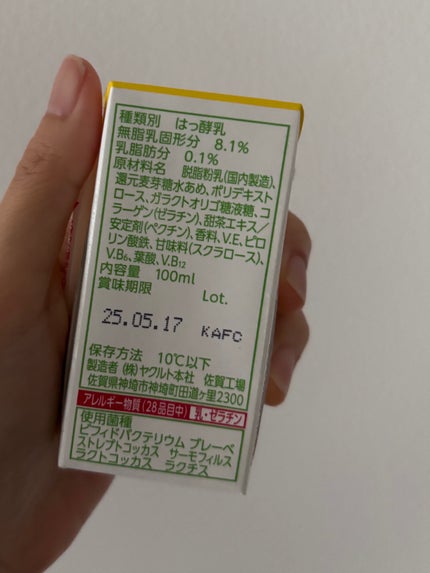 種類別 はっ酵乳
無脂乳固形分 8.1%
乳脂肪分 0.1%
原材料名 脱脂粉乳(国内製造)、
還元麦芽糖水あめ、ポリデキスト
ロース、ガラクトオリゴ糖液糖、コ
ラーゲン(ゼラチン)、甜茶エキス/
安定剤(ペクチン)、香料、V.E、ピロ
リン酸鉄、甘味料(スクラロース)、
V.B6、葉酸、V.B12
内容量 100ml
賞味期限 Lot.
25.05.17 KAFC
保存方法 10℃以下
製造者 (株)ヤクルト本社 佐賀工場
佐賀県神埼市神埼町田道ヶ里2300
アレルギー物質(28品目中) 乳・ゼラチン
使用菌種
ビフィドバクテリウム ブレーベ
ストレプトコッカス サーモフィルス
ラクトコッカス ラクチス